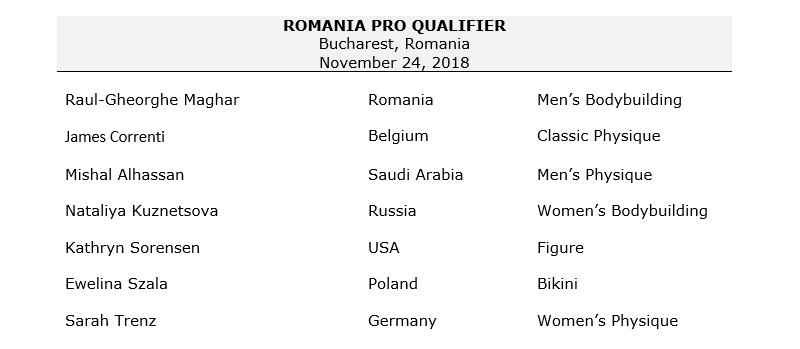 ROMANIA PRO QUALIFIER
Bucharest, Romania
November 24, 2018
Raul-Gheorghe Maghar Romania Men’s Bodybuilding
James Correnti Belgium Classic Physique
Mishal Alhassan Saudi Arabia Men’s Physique
Nataliya Kuznetsova Russia Women’s Bodybuilding
Kathryn Sorensen USA Figure
Ewelina Szala Poland Bikini
Sarah Trenz Germany Women’s Physique